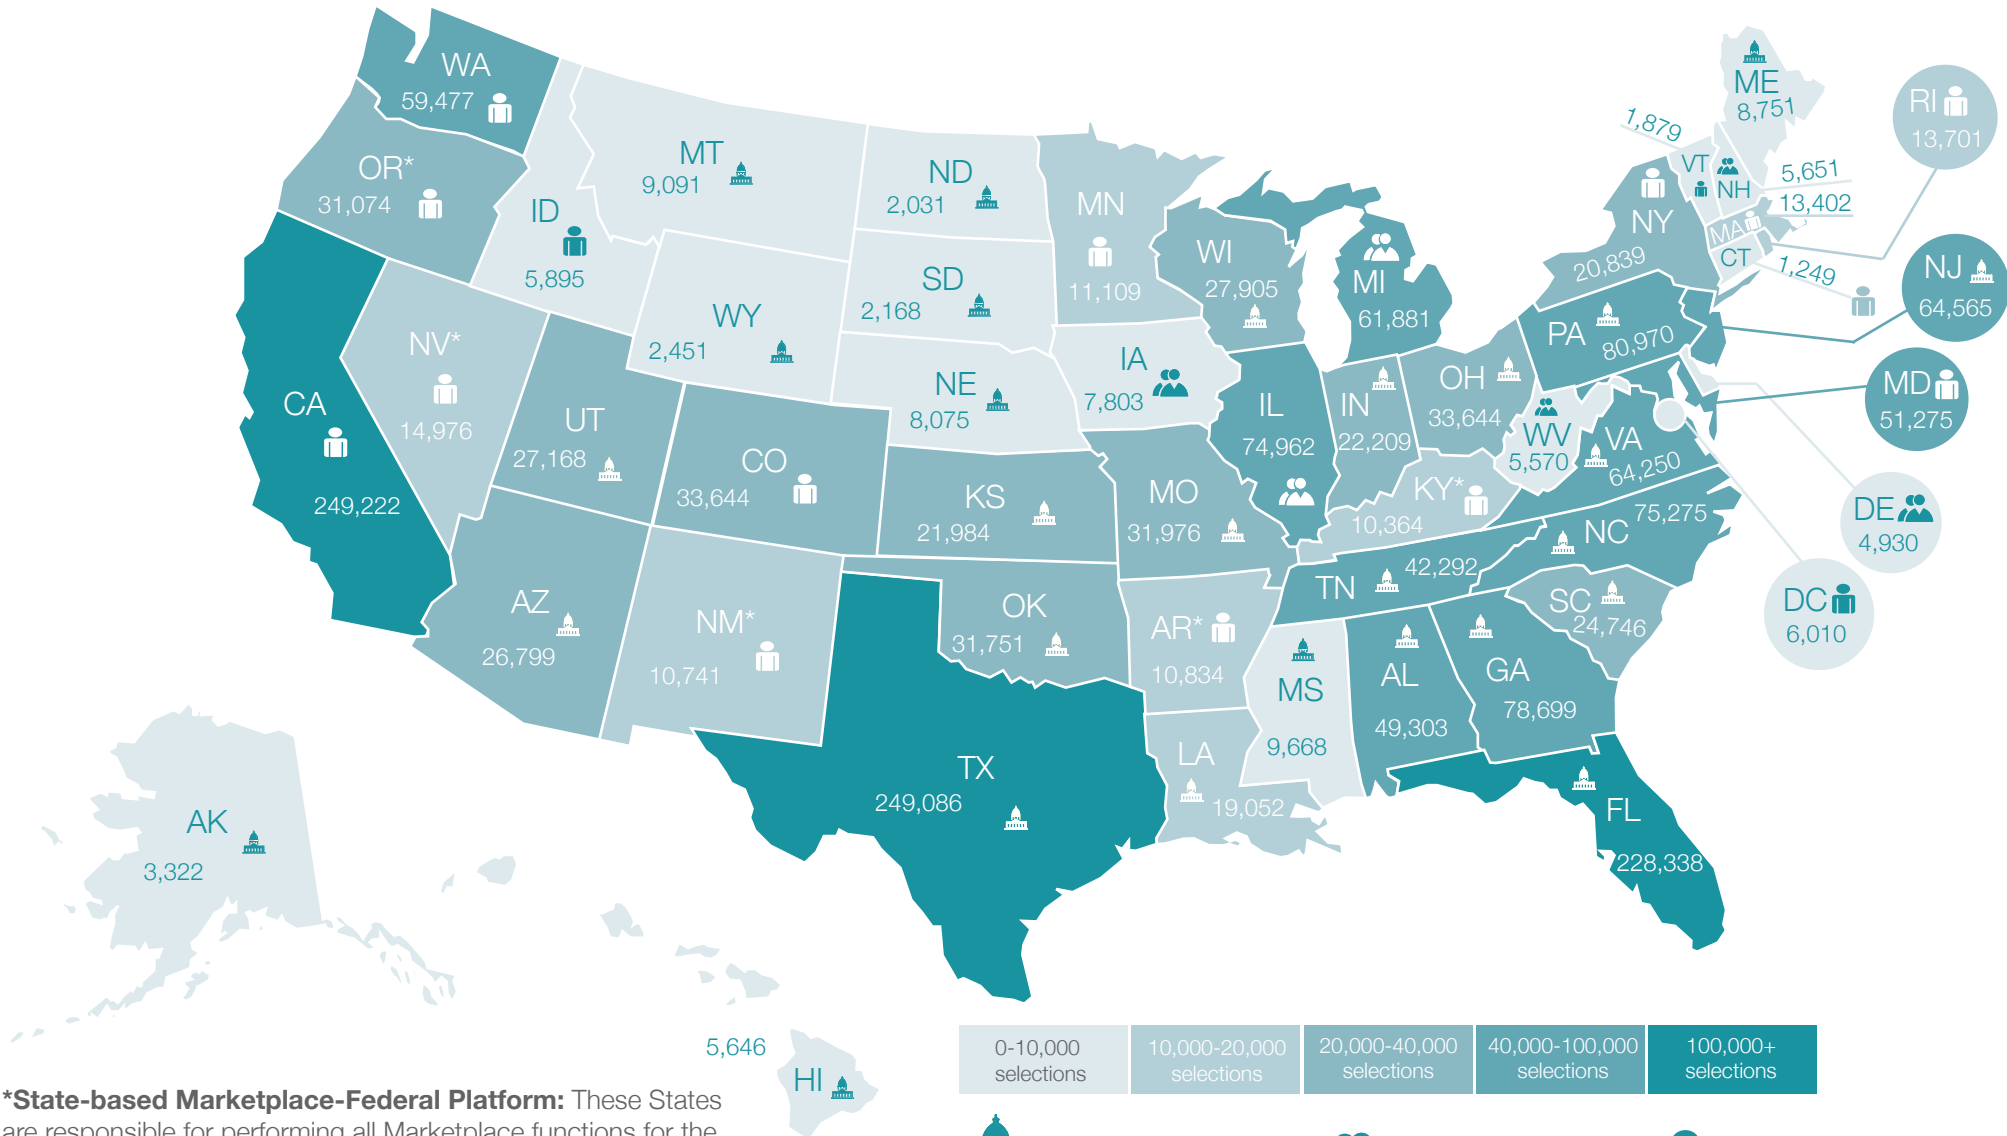 WA
59,477
OR*
31,074
CA
249,222
NV*
14,976
ID
5,895
MT
9,091
WY
2,451
UT
27,168
CO
33,644
AZ
26,799
NM*
10,741
ND
2,031
SD
2,168
NE
8,075
KS
21,984
OK
31,751
TX
249,086
MN
11,109
IA
7,803
MO
31,976
AR*
10,834
LA
19,052
WI
27,905
IL
74,962
MI
61,881
IN
22,209
OH
33,644
KY*
10,364
TN
42,292
MS
9,668
AL
49,303
GA
78,699
FL
228,338
SC
24,746
NC
75,275
VA
64,250
WV
5,570
PA
80,970
NY
20,839
VT
1,879
NH
5,651
ME
8,751
MA
13,402
CT
1,249
RI
13,701
NJ
64,565
MD
51,275
DE
4,930
DC
6,010
AK
3,322
HI
5,646
0-10,000
selections
10,000-20,000
selections
20,000-40,000
selections
40,000-100,000
selections
100,000+
selections
*State-based Marketplace-Federal Platform: These States
are responsible for performing all Marketplace functions for the